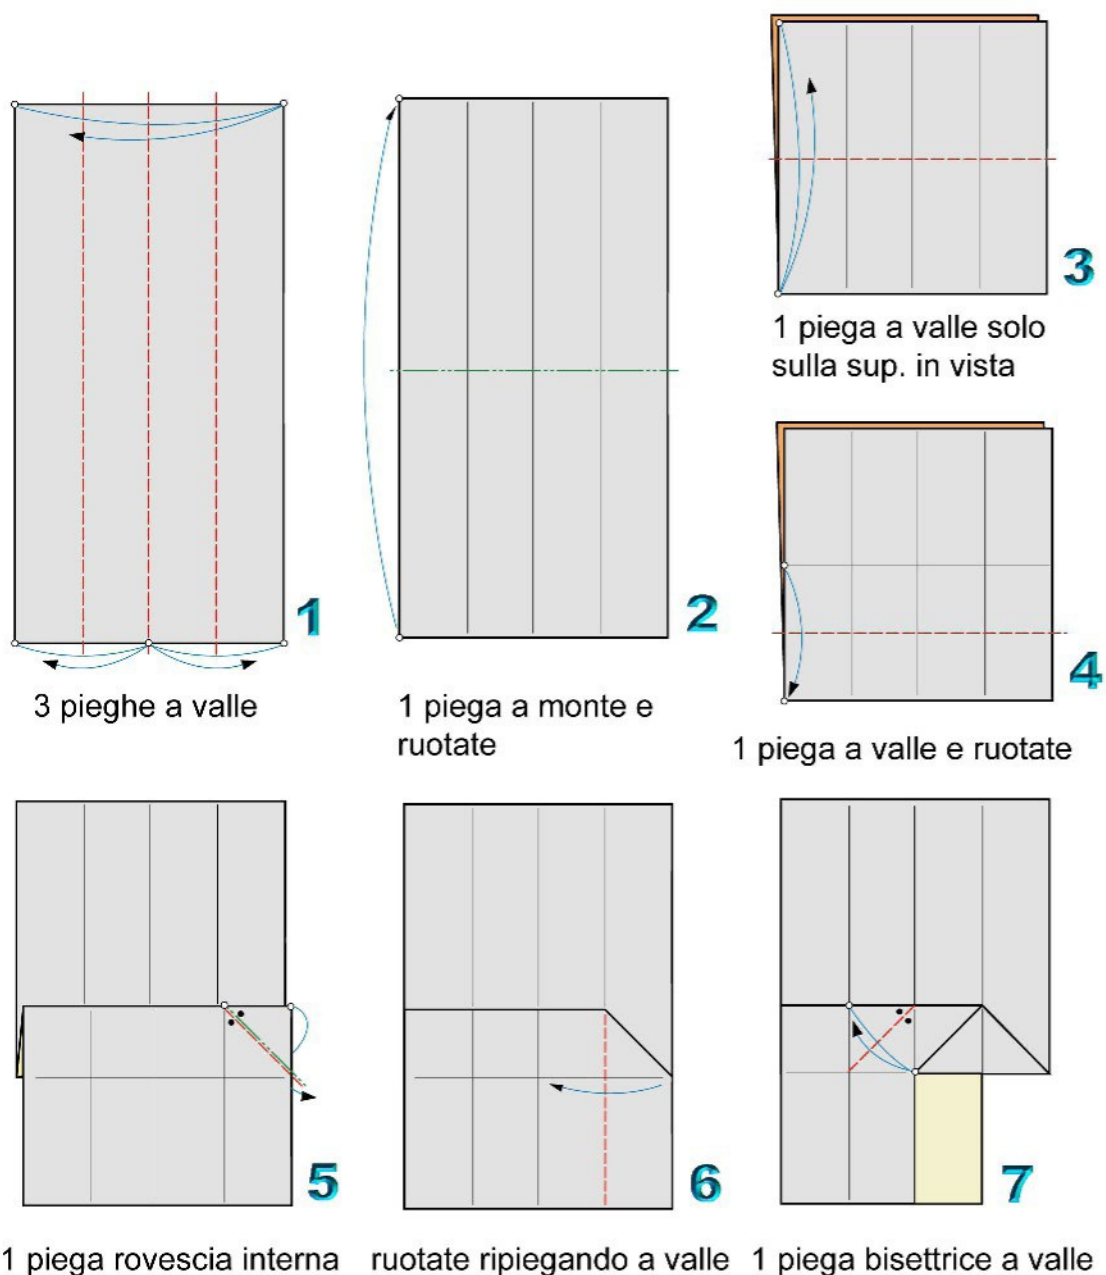 1
3 pieghe a valle
2
1 piega a monte e
ruotate
3
1 piega a valle solo
sulla sup. in vista
4
1 piega a valle e ruotate
5
1 piega rovescia interna
6
ruotate ripiegando a valle
7
1 piega bisettrice a valle